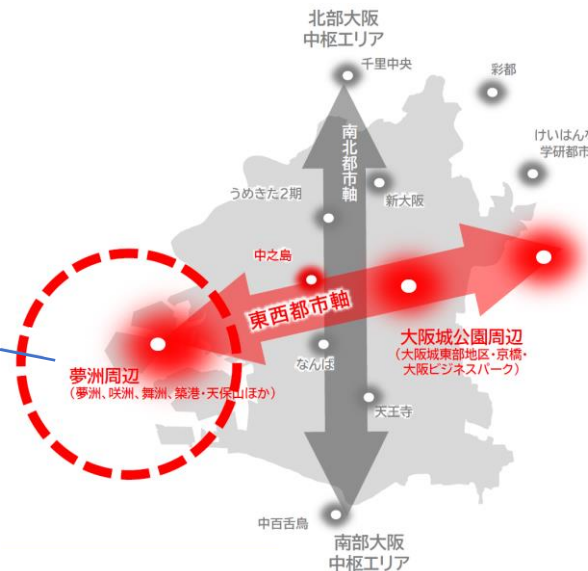 北部大阪
中枢エリア
千里中央
彩都
けいはんな
学研都市
南北都市軸
うめきた2期
新大阪
中之島
東西都市軸
大阪城公園周辺
（大阪城東部地区・京橋・
大阪ビジネスパーク）
夢洲周辺
（夢洲、咲洲、舞洲、築港・天保山ほか）
なんば
天王寺
中百舌鳥
南部大阪
中枢エリア